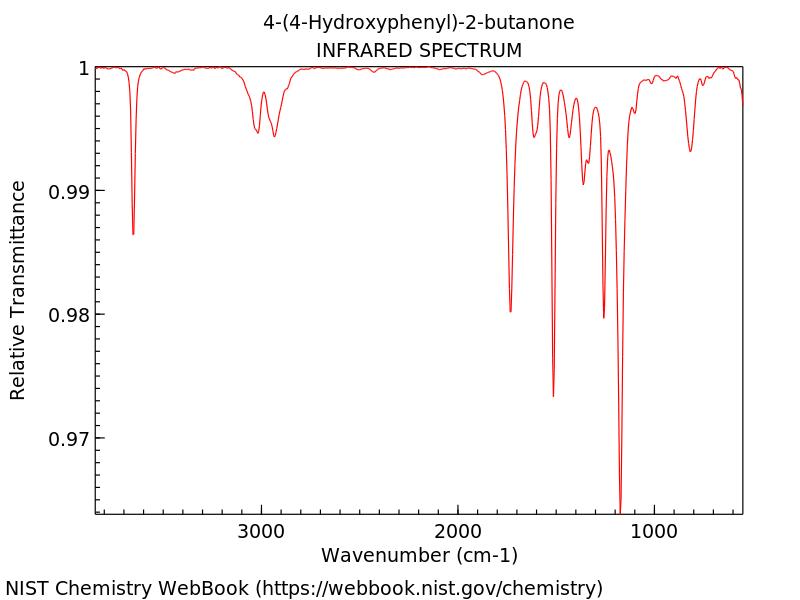 4-(4-Hydroxyphenyl)-2-butanone
INFRARED SPECTRUM
1
0.99
0.98
0.97
Relative Transmittance
3000
2000
1000
Wavenumber (cm-1)
NIST Chemistry WebBook (https://webbook.nist.gov/chemistry)